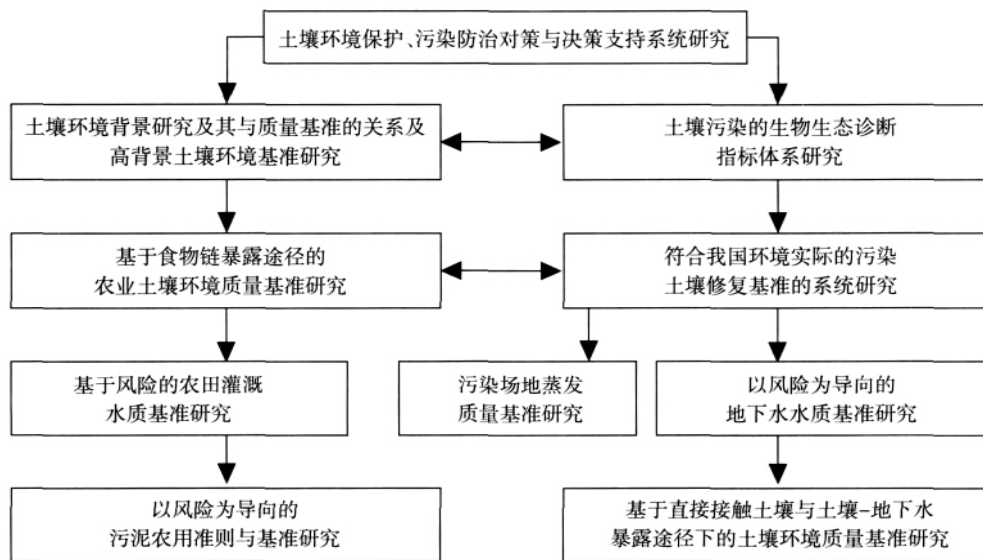 土壤环境保护、污染防治对策与决策支持系统研究
土壤环境背景研究及其与质量基准的关系及
高背景土壤环境基准研究
土壤污染的生物生态诊断
指标体系研究
基于食物链暴露途径的
农业土壤环境质量基准研究
符合我国环境实际的污染
土壤修复基准的系统研究
基于风险的农田灌溉
水质基准研究
污染场地蒸发
质量基准研究
以风险为导向的
地下水水质基准研究
以风险为导向的
污泥农用准则与基准研究
基于直接接触土壤与土壤-地下水
暴露途径下的土壤环境质量基准研究